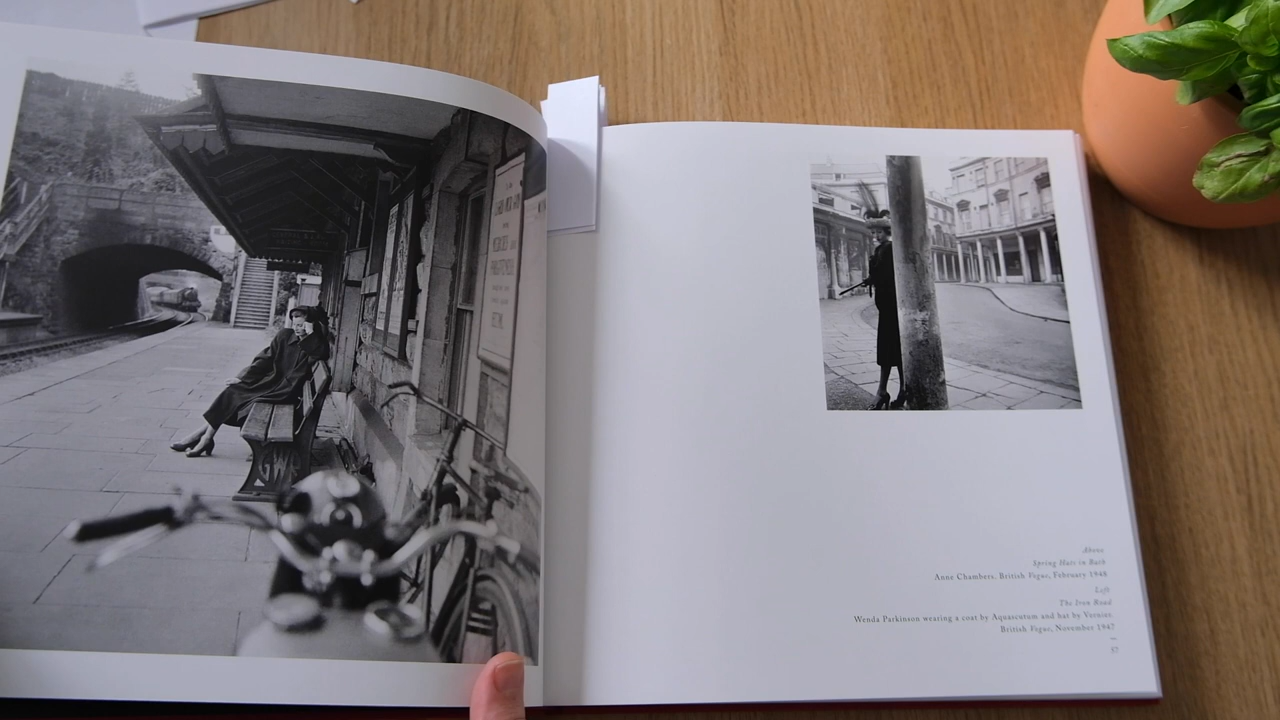 GWR
Above
Spring Hats in Bath
Anne Chambers. British Vogue, February 1948
Left
The Iron Road
Wenda Parkinson wearing a coat by Aquascutum and hat by Vernier.
British Vogue, November 1947
57